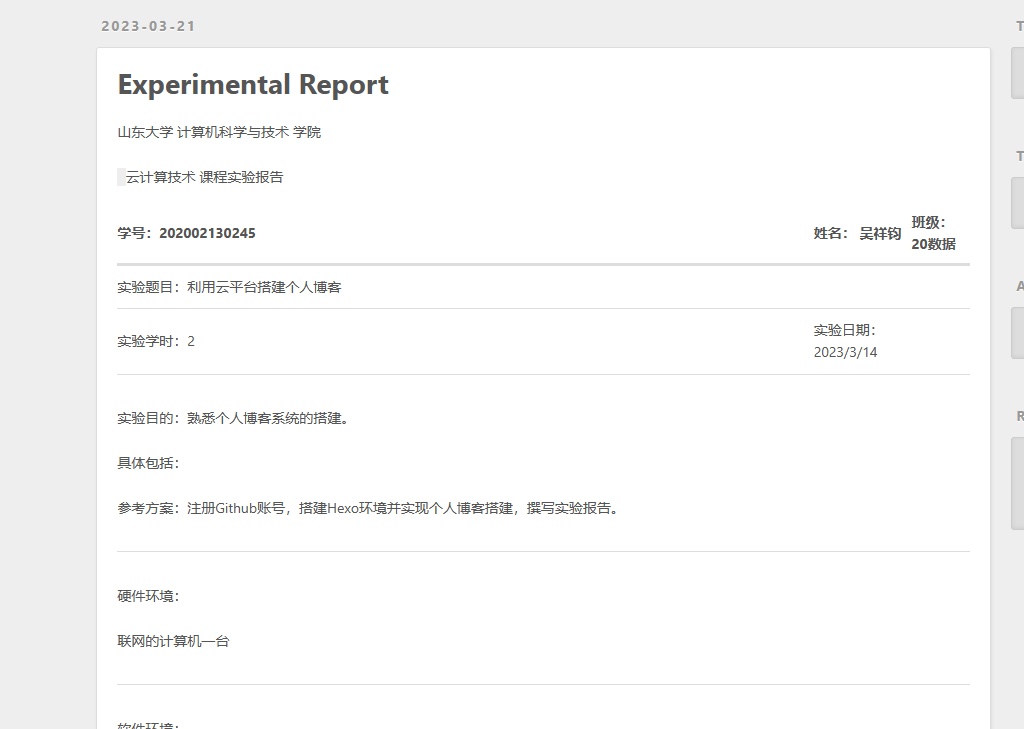 2023-03-21
Experimental Report
山东大学 计算机科学与技术 学院
云计算技术 课程实验报告
学号：202002130245
姓名： 吴祥钧
班级：
20数据
实验题目：利用云平台搭建个人博客
实验学时：2
实验日期：
2023/3/14
实验目的：熟悉个人博客系统的搭建。
具体包括：
参考方案：注册Github账号，搭建Hexo环境并实现个人博客搭建，撰写实验报告。
硬件环境：
联网的计算机一台
软件环境：